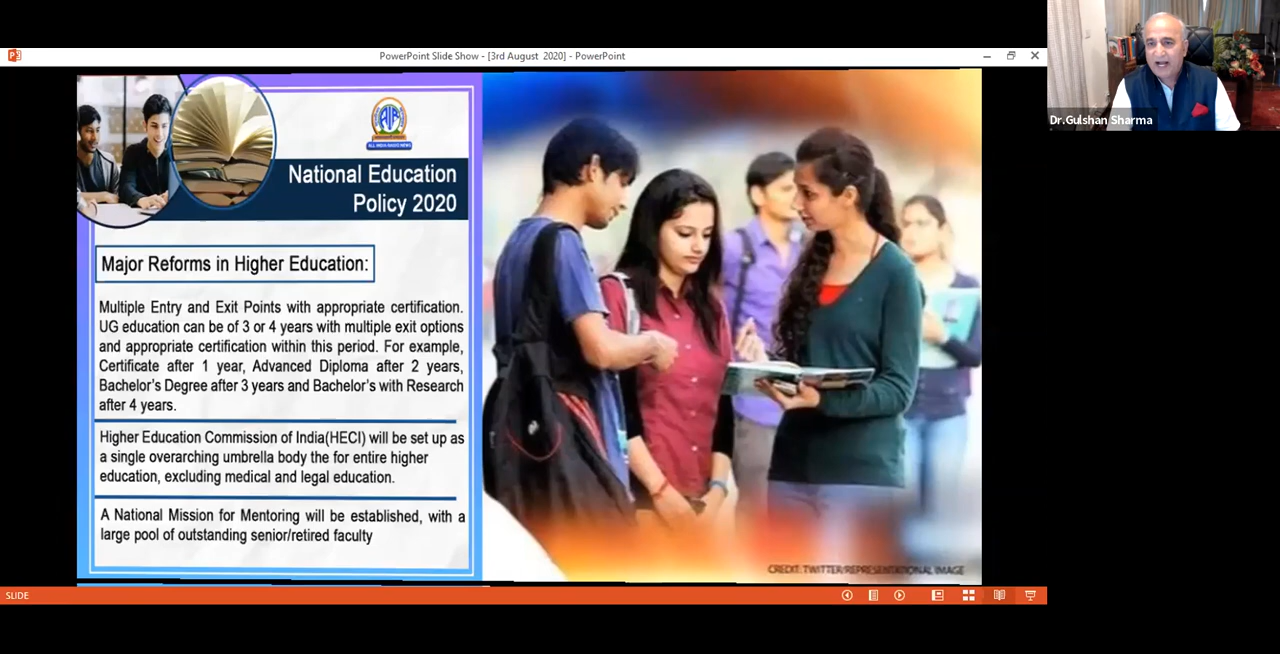 PowerPoint Slide Show - [3rd August 2020] - PowerPoint
Dr.Gulshan Sharma
AIR
ALL INDIA RADIO NEWS
National Education
Policy 2020
Major Reforms in Higher Education:
Multiple Entry and Exit Points with appropriate certification.
UG education can be of 3 or 4 years with multiple exit options
and appropriate certification within this period. For example,
Certificate after 1 year, Advanced Diploma after 2 years,
Bachelor's Degree after 3 years and Bachelor's with Research
after 4 years.
Higher Education Commission of India(HECI) will be set up as
a single overarching umbrella body the for entire higher
education, excluding medical and legal education.
A National Mission for Mentoring will be established, with a
large pool of outstanding senior/retired faculty
CREDIT: TWITTER/REPRESENTATIONAL IMAGE
SLIDE